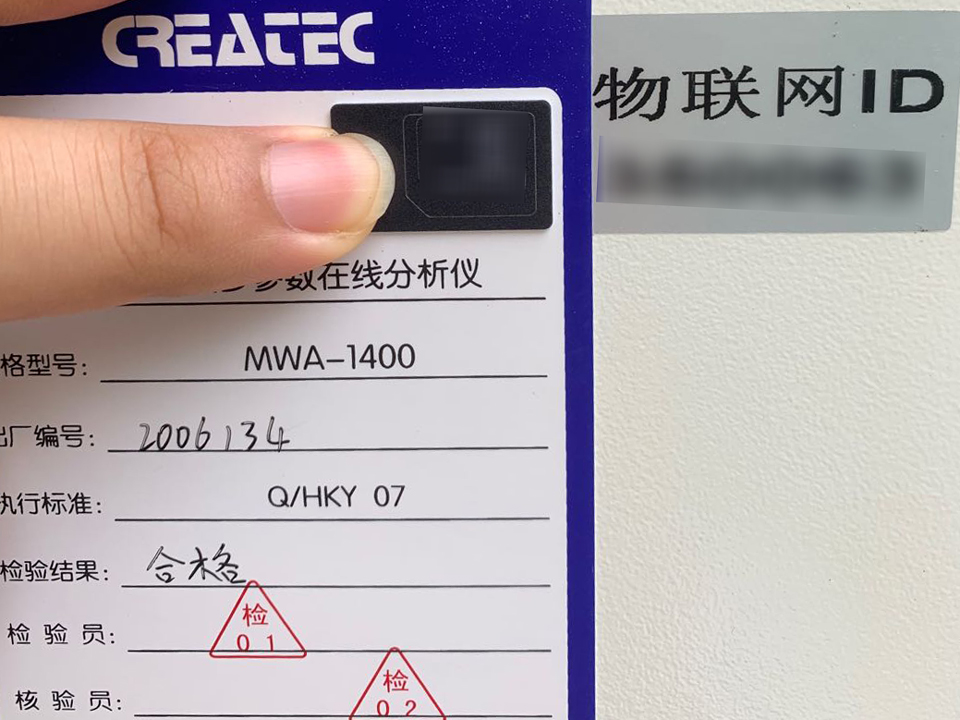 CREATEC
物联网ID
参数在线分析仪
格型号: MWA-1400
出厂编号: 2006134
执行标准: Q/HKY 07
检验结果: 合格
检验员:
检
01
核验员:
检
02